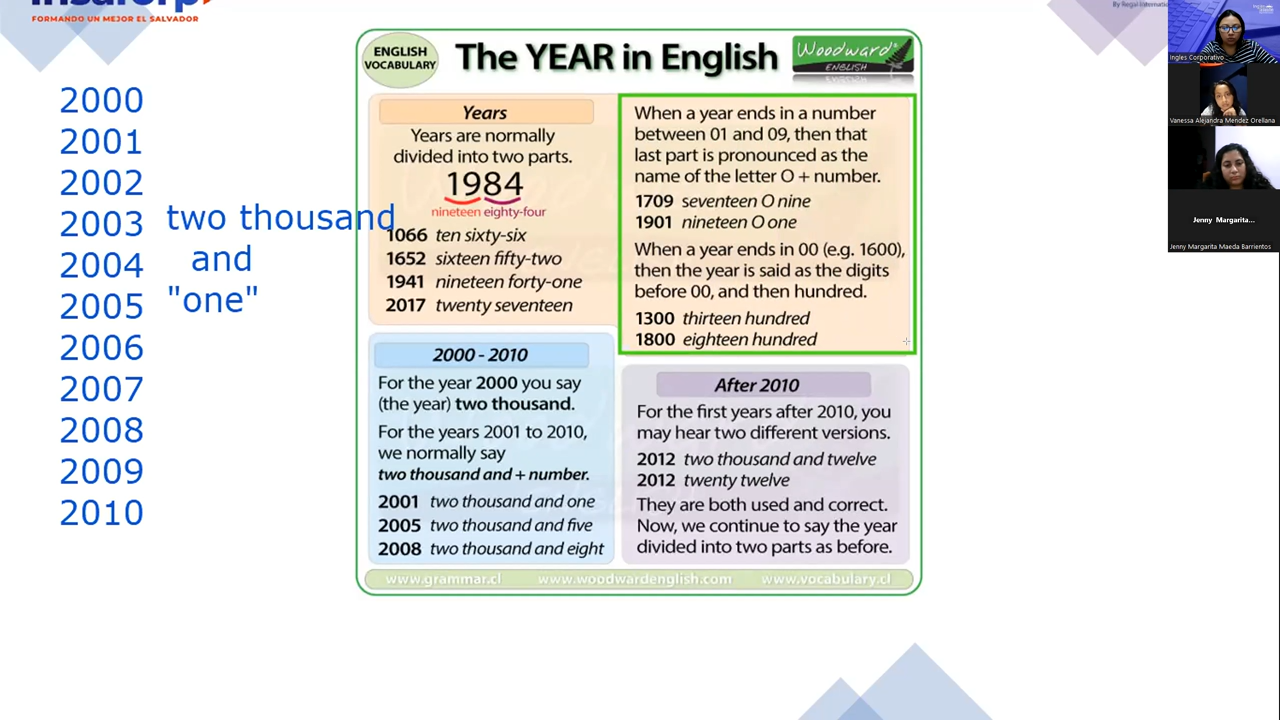 FORMANDO UN MEJOR EL SALVADOR
2000
2001
2002
2003
2004
2005
2006
2007
2008
2009
2010
two thousand
and
"one"
ENGLISH
VOCABULARY
The YEAR in English
Woodward
ENGLISH
Years
Years are normally
divided into two parts.
1984
nineteen eighty-four
1066 ten sixty-six
1652 sixteen fifty-two
1941 nineteen forty-one
2017 twenty seventeen
When a year ends in a number
between 01 and 09, then that
last part is pronounced as the
name of the letter O + number.
1709 seventeen O nine
1901 nineteen O one
When a year ends in 00 (e.g. 1600),
then the year is said as the digits
before 00, and then hundred.
1300 thirteen hundred
1800 eighteen hundred
2000 - 2010
For the year 2000 you say
(the year) two thousand.
For the years 2001 to 2010,
we normally say
two thousand and + number.
2001 two thousand and one
2005 two thousand and five
2008 two thousand and eight
After 2010
For the first years after 2010, you
may hear two different versions.
2012 two thousand and twelve
2012 twenty twelve
They are both used and correct.
Now, we continue to say the year
divided into two parts as before.
www.grammar.cl www.woodwardenglish.com www.vocabulary.cl
Ingles Corporativo
Vanessa Alejandra Mendez Orellana
Jenny Margarita...
Jenny Margarita Maeda Barrientos